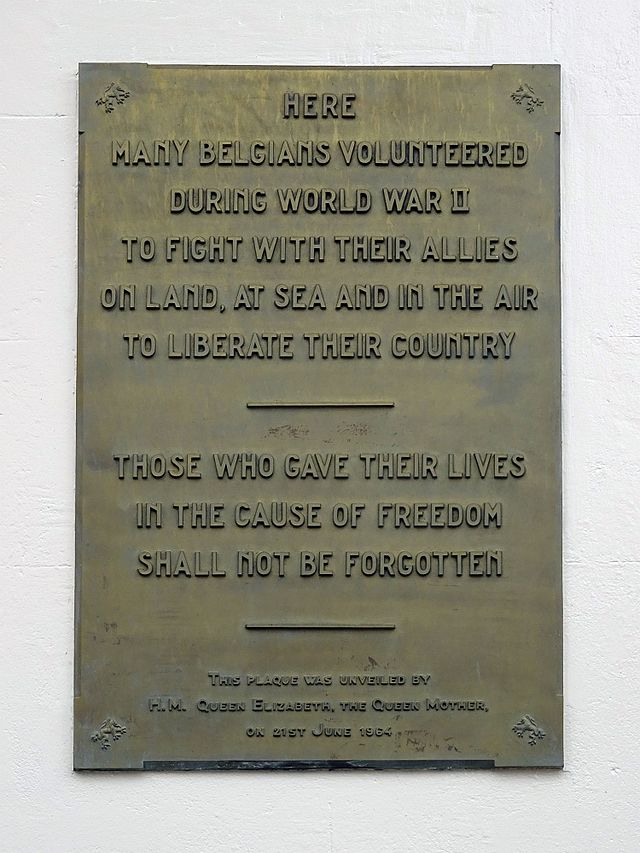 HERE
MANY BELGIANS VOLUNTEERED
DURING WORLD WAR II
TO FIGHT WITH THEIR ALLIES
ON LAND, AT SEA AND IN THE AIR
TO LIBERATE THEIR COUNTRY
THOSE WHO GAVE THEIR LIVES
IN THE CAUSE OF FREEDOM
SHALL NOT BE FORGOTTEN
THIS PLAQUE WAS UNVEILED BY
H.M. QUEEN ELIZABETH, THE QUEEN MOTHER,
ON 21ST JUNE 1964